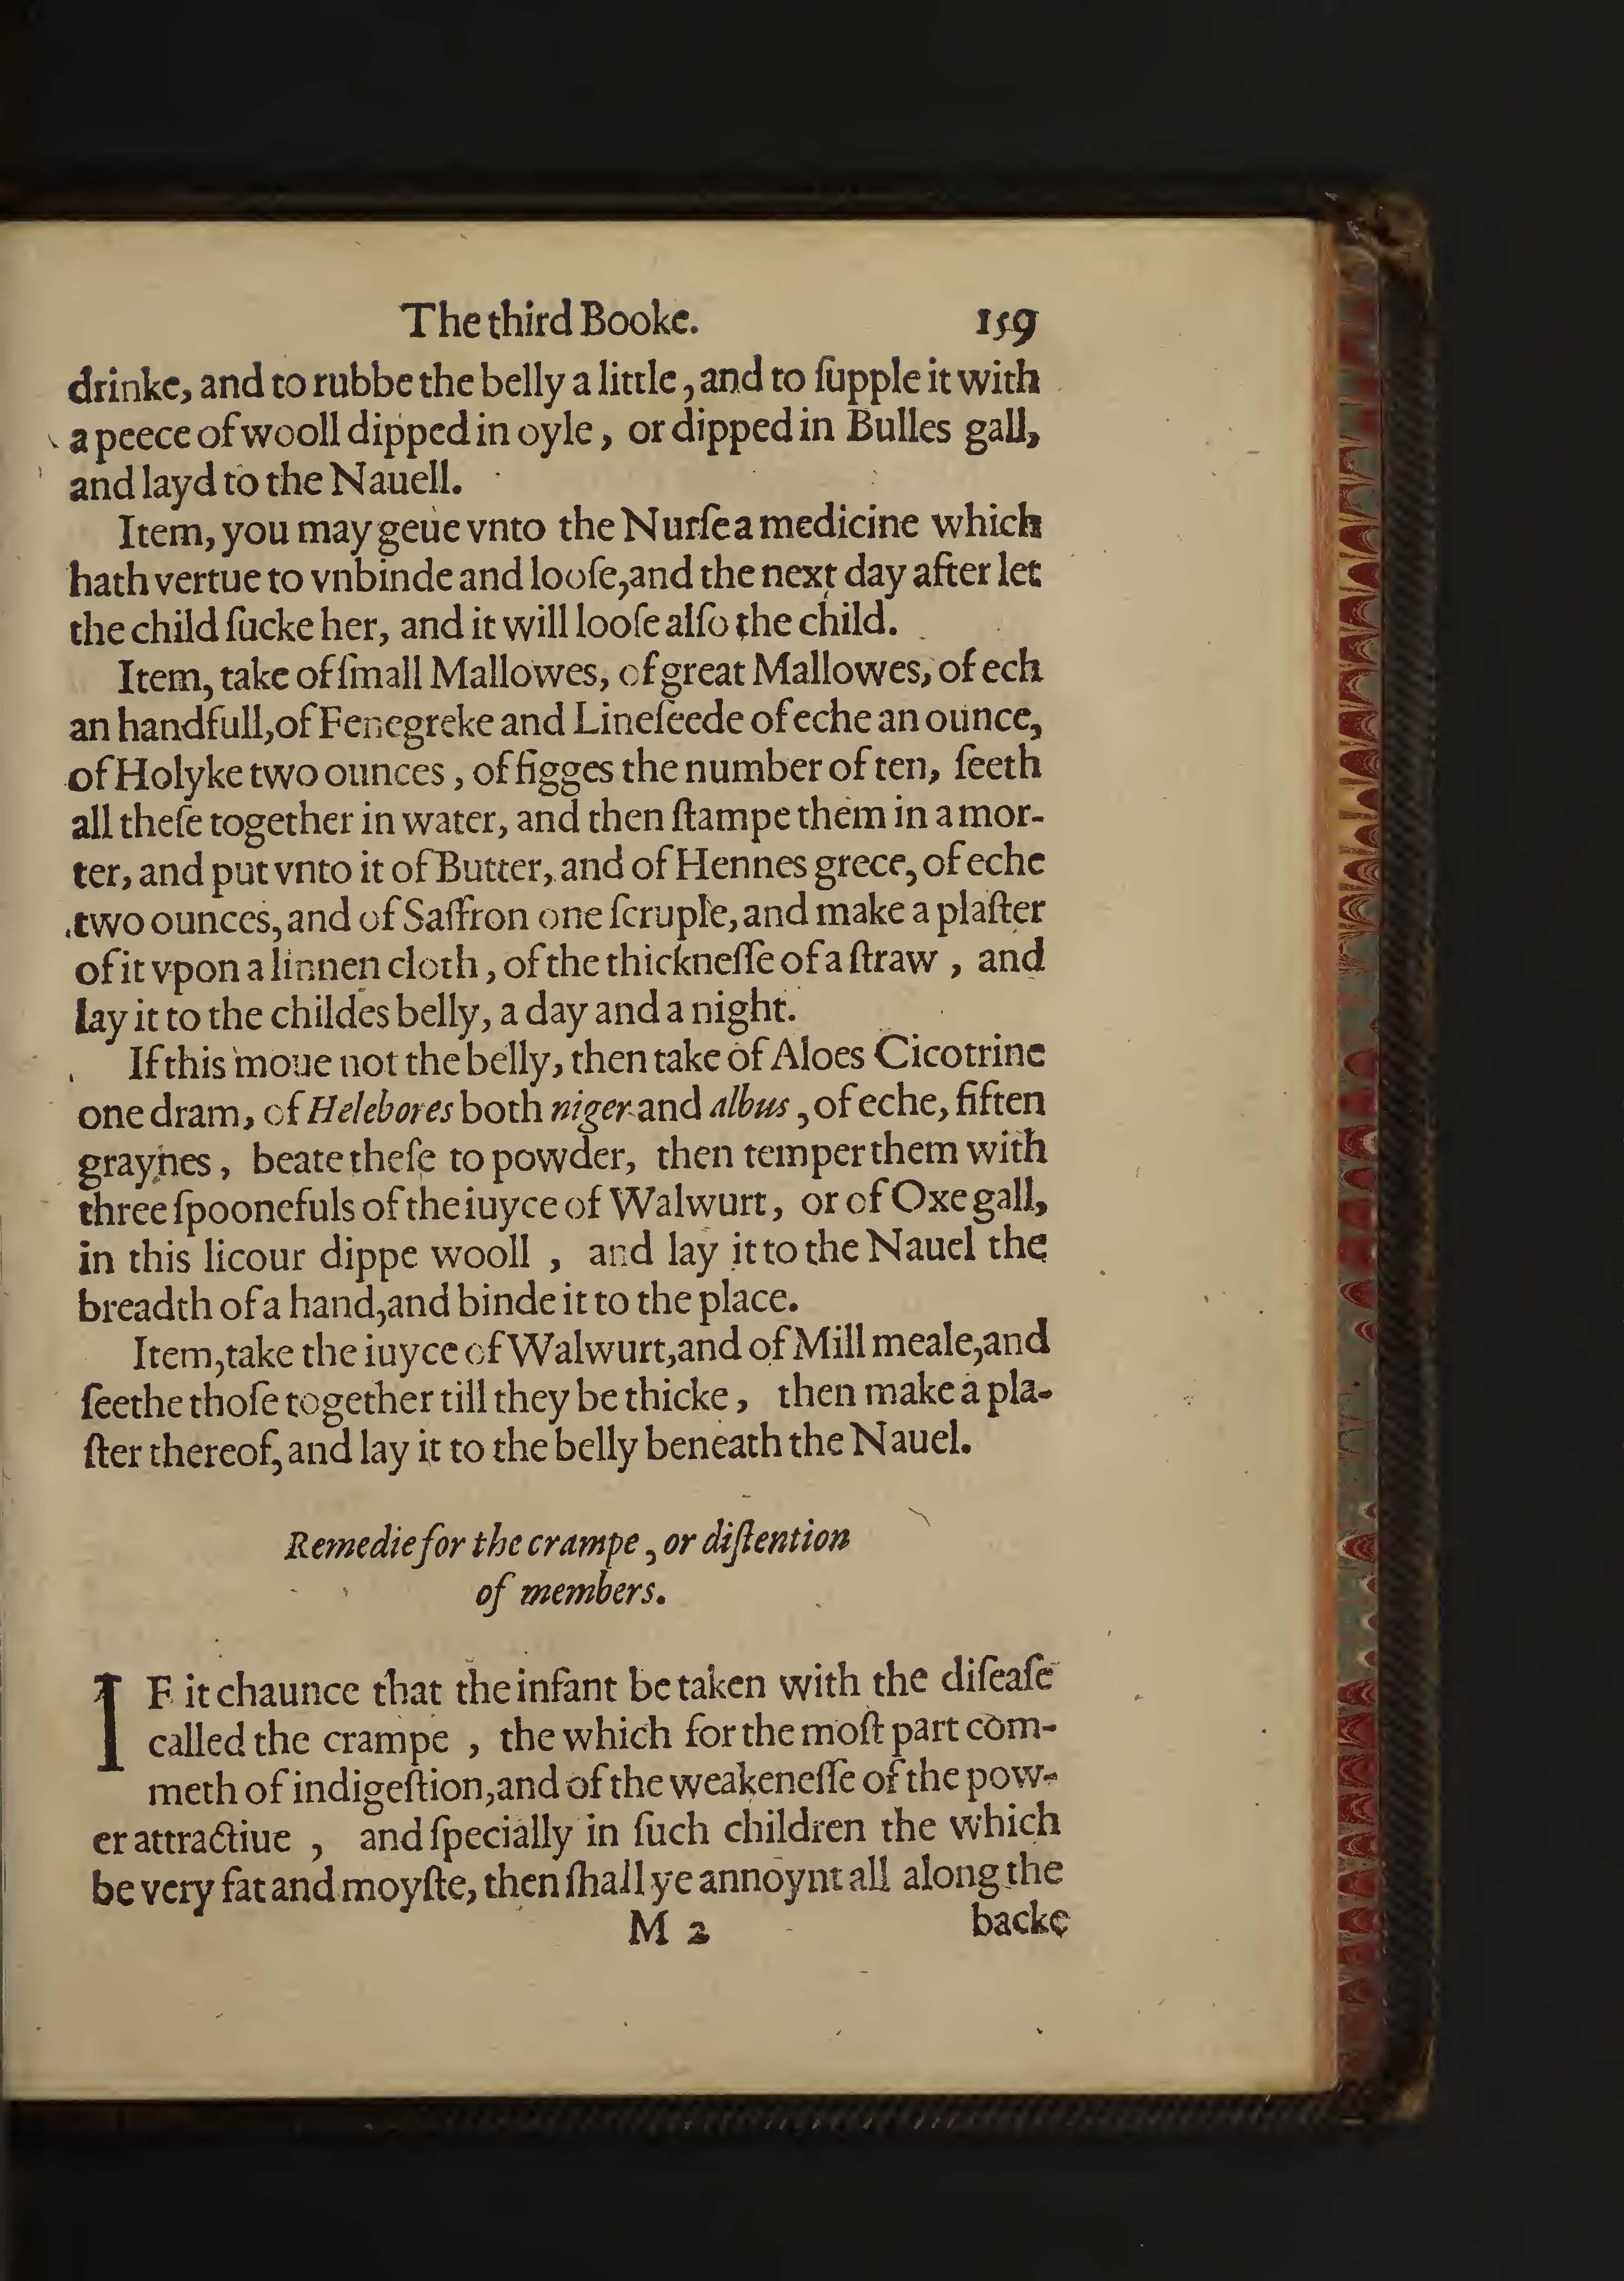 The third Booke. 159
drinke, and to rubbe the belly a little, and to ſupple it with
a peece of wooll dipped in oyle, or dipped in Bulles gall,
and layd to the Nauell.
Item, you may geue vnto the Nurſe a medicine which
hath vertue to vnbinde and looſe, and the next day after let
the child ſucke her, and it will looſe alſo the child.
Item, take of ſmall Mallowes, of great Mallowes, of ech
an handfull, of Fenegreke and Lineſeede of eche an ounce,
of Holyke two ounces, of figges the number of ten, ſeeth
all theſe together in water, and then ſtampe them in a mor-
ter, and put vnto it of Butter, and of Hennes grece, of eche
two ounces, and of Saffron one ſcruple, and make a plaſter
of it vpon a linnen cloth, of the thickneſſe of a ſtraw, and
lay it to the childes belly, a day and a night.
If this moue not the belly, then take of Aloes Cicotrine
one dram, of Helebores both niger and albus, of eche, fiften
graynes, beate theſe to powder, then temper them with
three ſpoonefuls of the iuyce of Walwurt, or of Oxe gall,
in this licour dippe wooll, and lay it to the Nauel the
breadth of a hand, and binde it to the place.
Item, take the iuyce of Walwurt, and of Mill meale, and
ſeethe thoſe together till they be thicke, then make a pla-
ſter thereof, and lay it to the belly beneath the Nauel.
Remedie for the crampe, or diſtention
of members.
IF it chaunce that the infant be taken with the diſeaſe
called the crampe, the which for the moſt part com-
meth of indigeſtion, and of the weakeneſſe of the pow-
er attractiue, and ſpecially in ſuch children the which
be very fat and moyſte, then ſhall ye annoynt all along the
M 2 backe